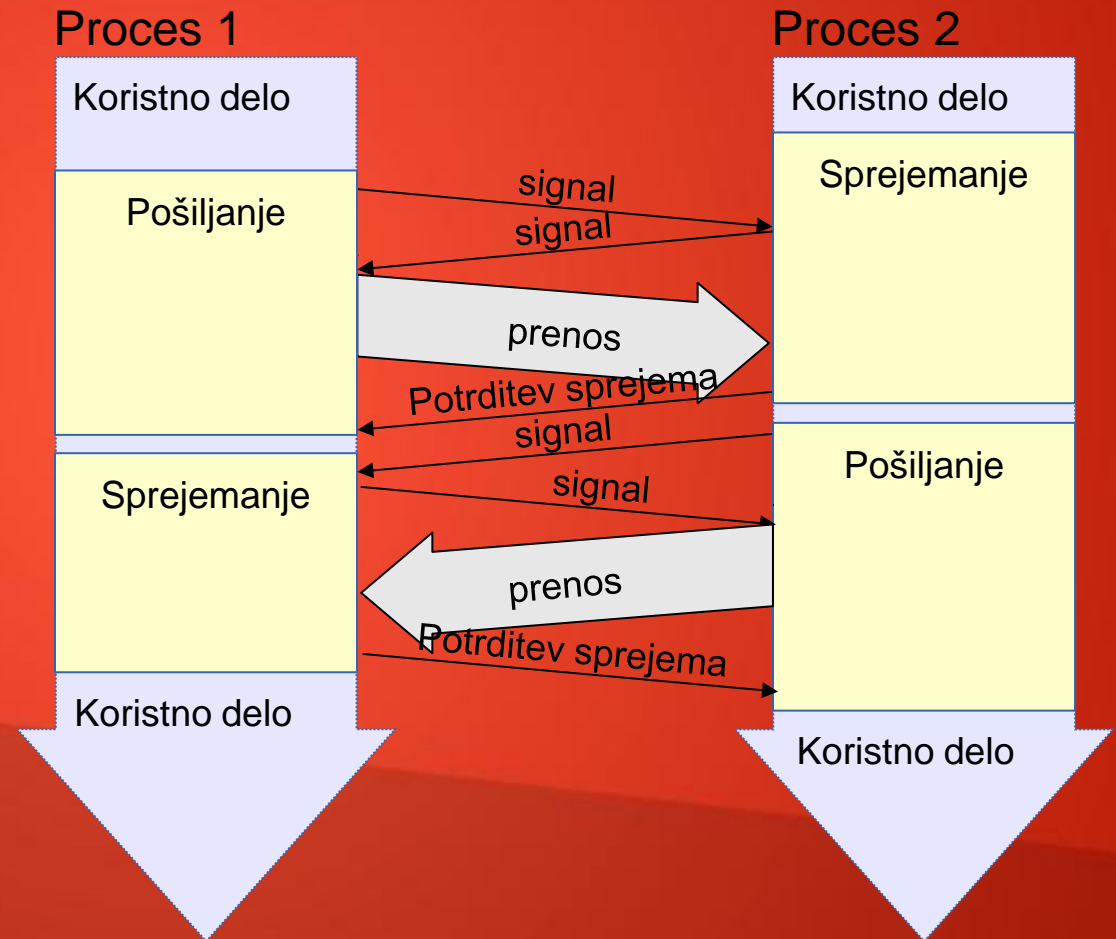 Proces 1
Proces 2
Koristno delo
Koristno delo
Pošiljanje
Sprejemanje
signal
signal
prenos
Potrditev sprejema
signal
signal
Sprejemanje
Pošiljanje
prenos
Potrditev sprejema
Koristno delo
Koristno delo